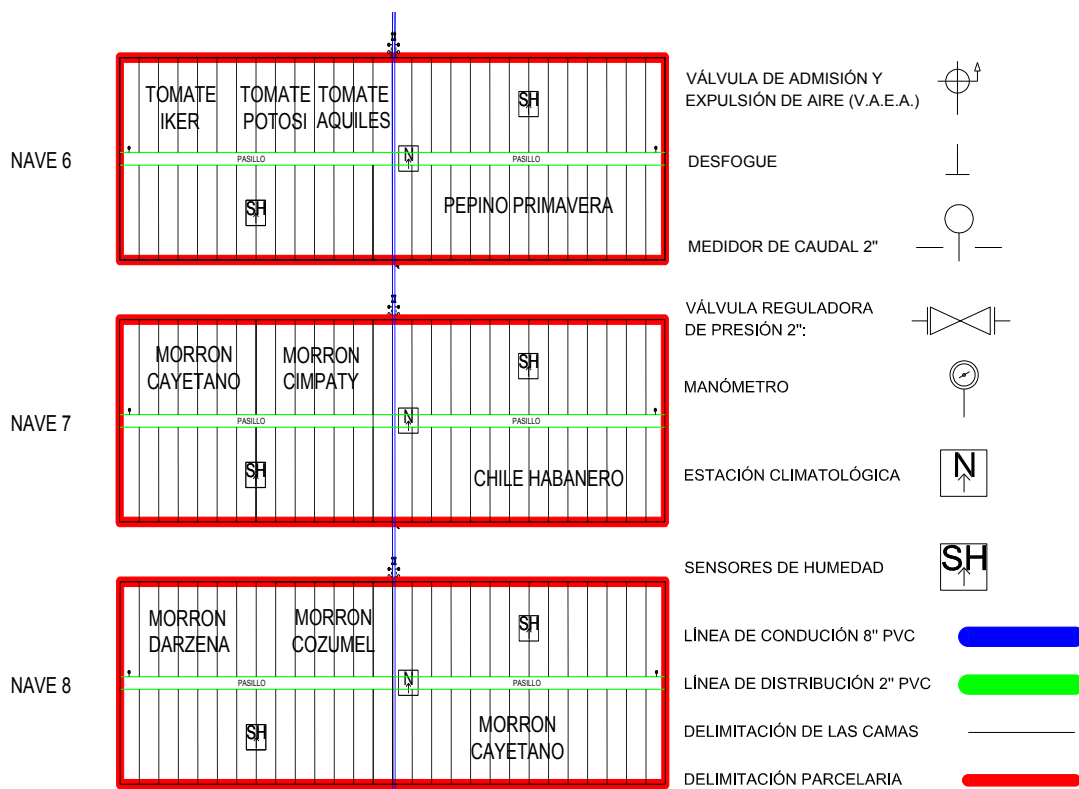 NAVE 6
TOMATE
IKER
TOMATE
POTOSI
TOMATE
AQUILES
SH
PASILLO
N
PASILLO
SH
PEPINO PRIMAVERA
NAVE 7
MORRON
CAYETANO
MORRON
CIMPATY
SH
PASILLO
N
PASILLO
SH
CHILE HABANERO
NAVE 8
MORRON
DARZENA
MORRON
COZUMEL
SH
PASILLO
N
PASILLO
SH
MORRON
CAYETANO
VÁLVULA DE ADMISIÓN Y
EXPULSIÓN DE AIRE (V.A.E.A.)
DESFOGUE
MEDIDOR DE CAUDAL 2"
VÁLVULA REGULADORA
DE PRESIÓN 2":
MANÓMETRO
ESTACIÓN CLIMATOLÓGICA
N
SENSORES DE HUMEDAD
SH
LÍNEA DE CONDUCIÓN 8" PVC
LÍNEA DE DISTRIBUCIÓN 2" PVC
DELIMITACIÓN DE LAS CAMAS
DELIMITACIÓN PARCELARIA